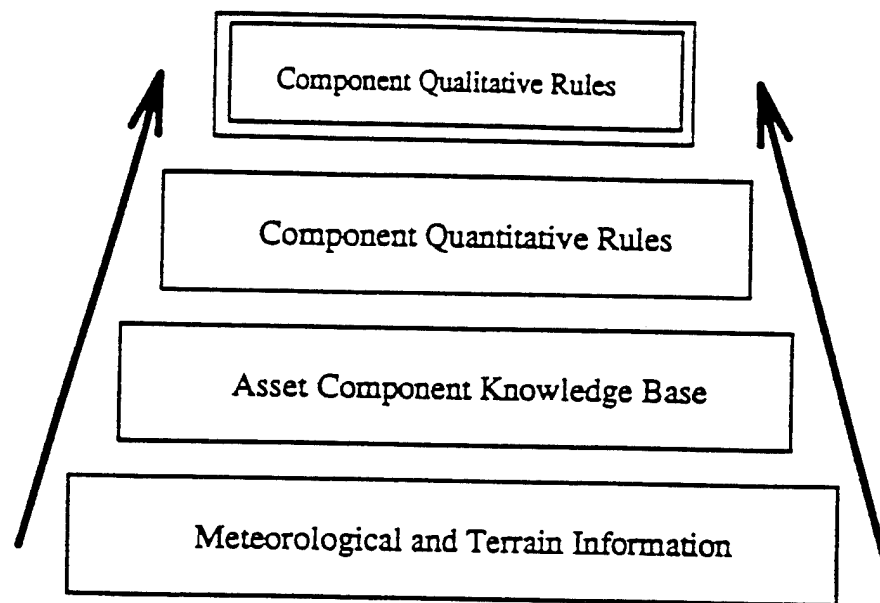 Component Qualitative Rules
Component Quantitative Rules
Asset Component Knowledge Base
Meteorological and Terrain Information